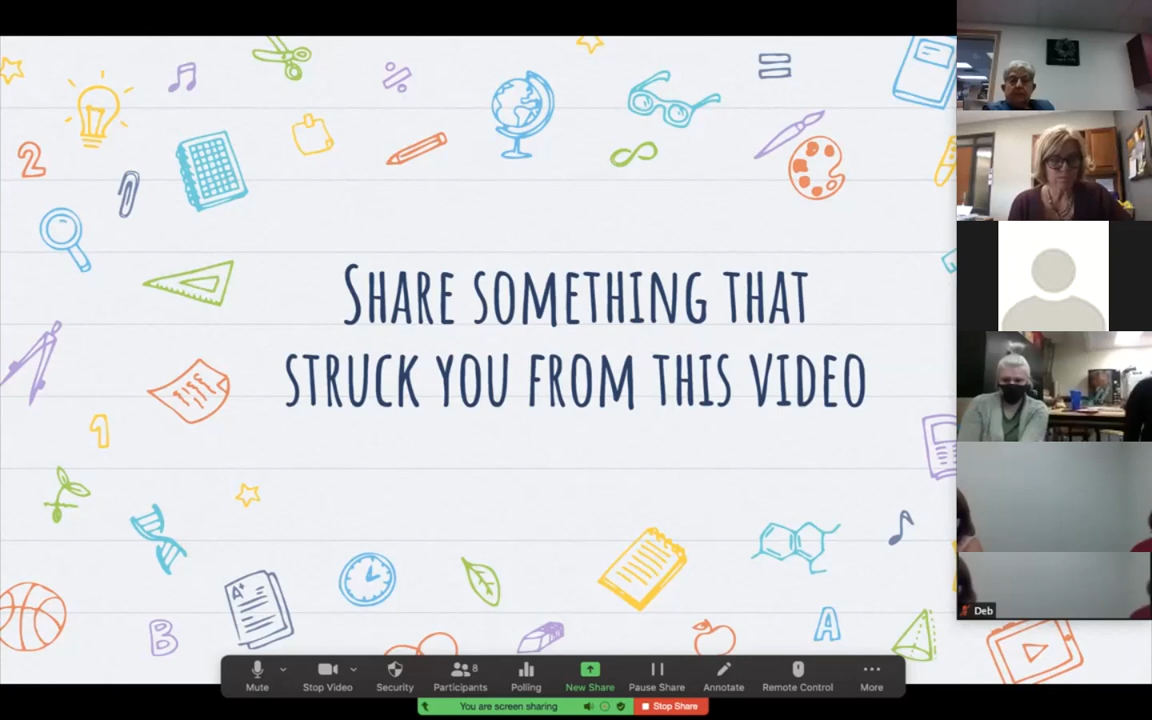 SHARE SOMETHING THAT
STRUCK YOU FROM THIS VIDEO
2
1
A+
B
A
Deb
Mute
Stop Video
Security
Participants
8
Polling
New Share
Pause Share
Annotate
Remote Control
More
You are screen sharing
Stop Share